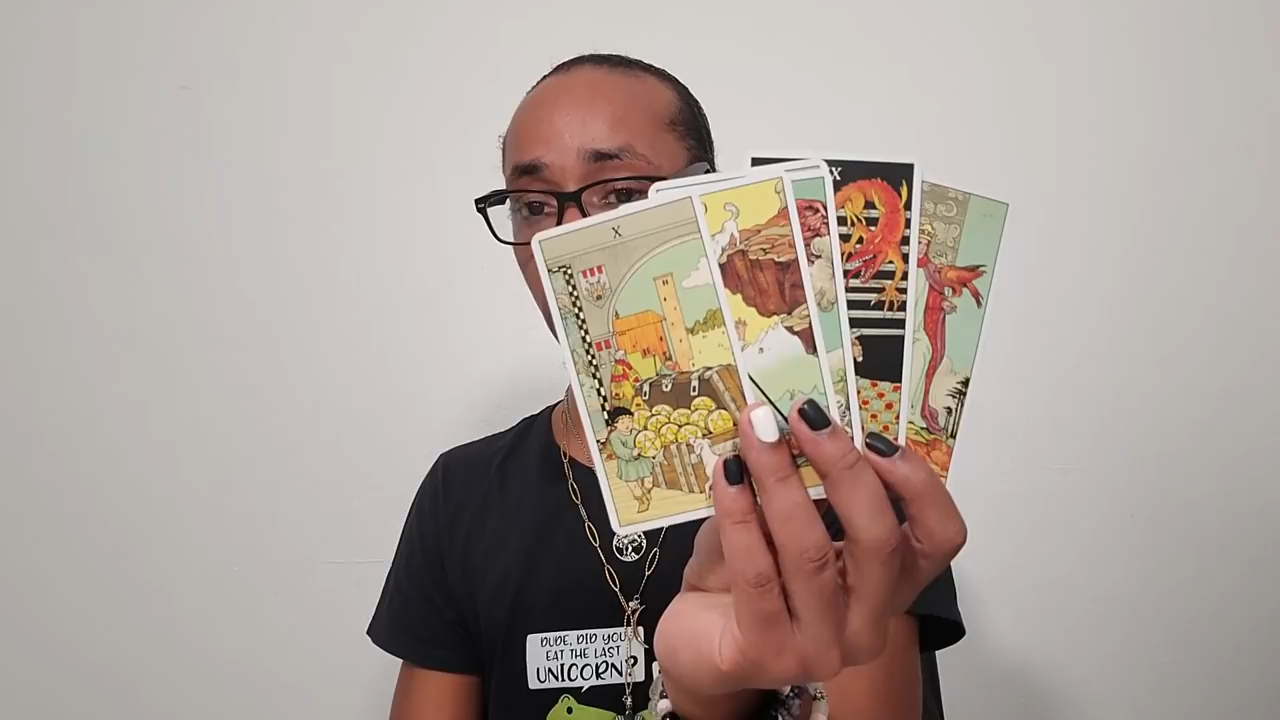 X
X
DUDE, DID YOU
EAT THE LAST
UNICORN?